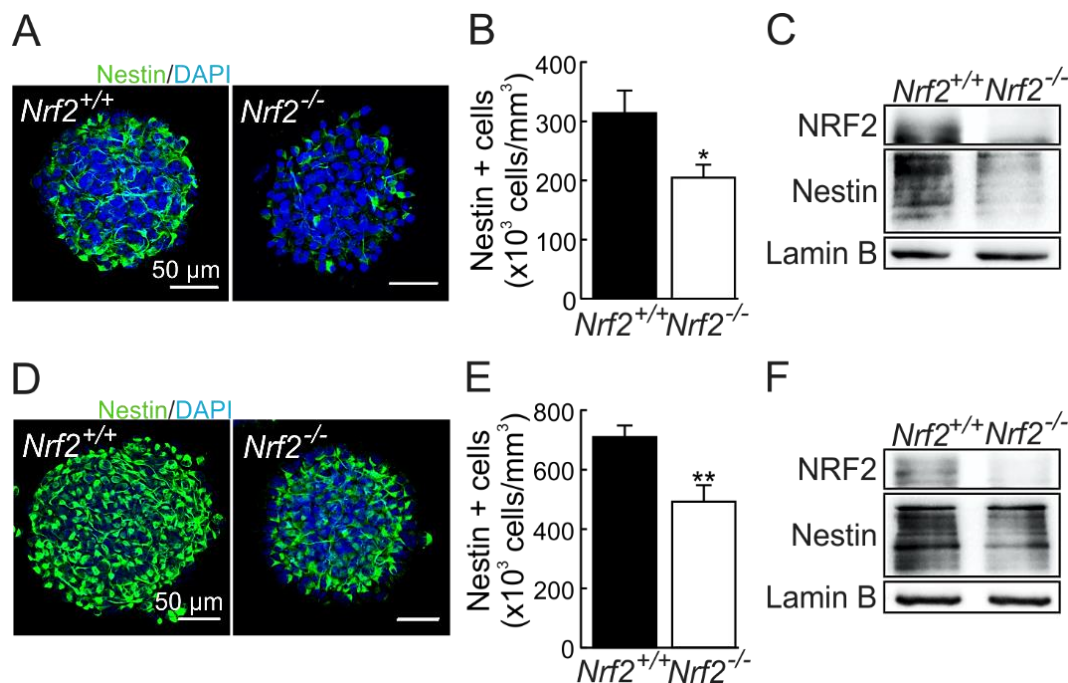 A
Nestin/DAPI
Nrf2+/+
Nrf2-/-
50 µm
B
Nestin + cells
(x10³ cells/mm³)
400
300
200
100
0
*
Nrf2+/+ Nrf2-/-
C
Nrf2+/+ Nrf2-/-
NRF2
Nestin
Lamin B
D
Nestin/DAPI
Nrf2+/+
Nrf2-/-
50 µm
E
Nestin + cells
(x10³ cells/mm³)
800
600
400
200
0
**
Nrf2+/+ Nrf2-/-
F
Nrf2+/+ Nrf2-/-
NRF2
Nestin
Lamin B